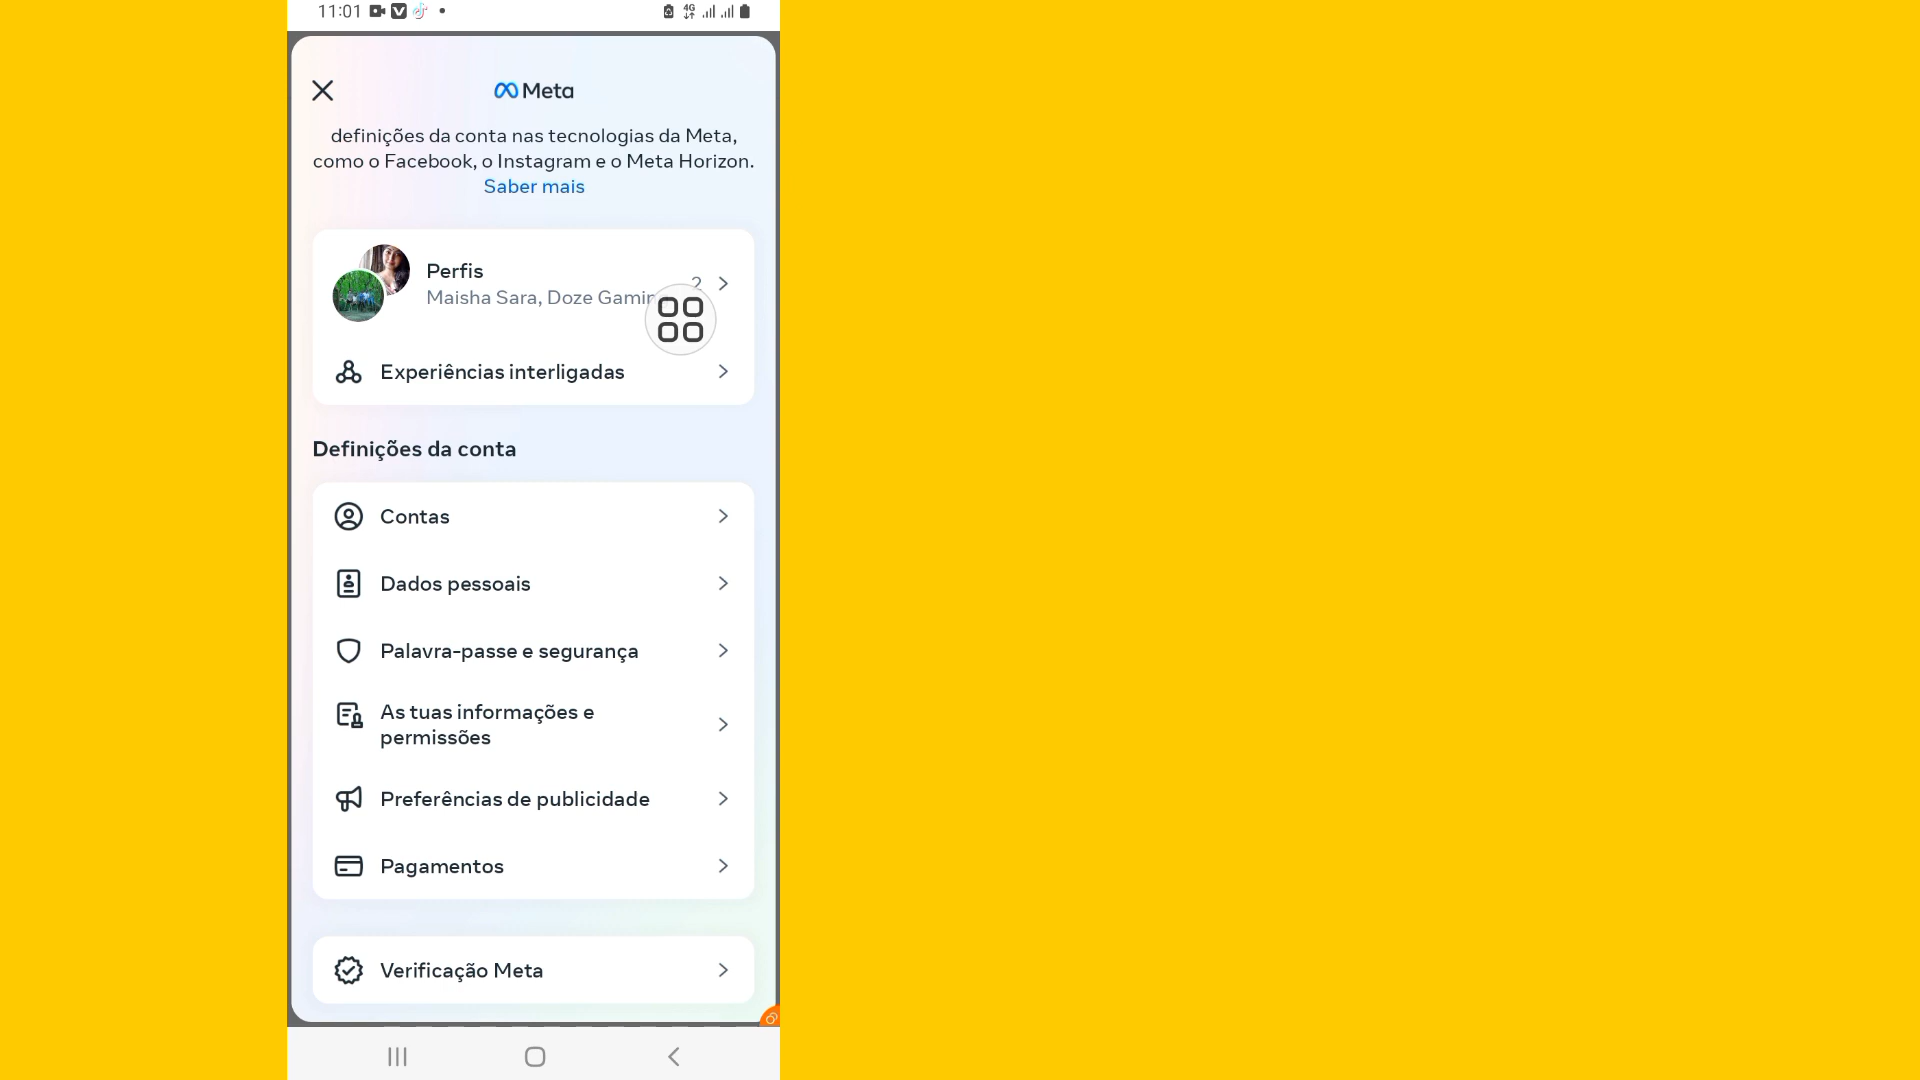 11:01
4G
Meta
definições da conta nas tecnologias da Meta,
como o Facebook, o Instagram e o Meta Horizon.
Saber mais
Perfis
2
Maisha Sara, Doze
Experiências interligadas
Definições da conta
Contas
Dados pessoais
Palavra-passe e segurança
As tuas informações e
permissões
Preferências de publicidade
Pagamentos
Verificação Meta